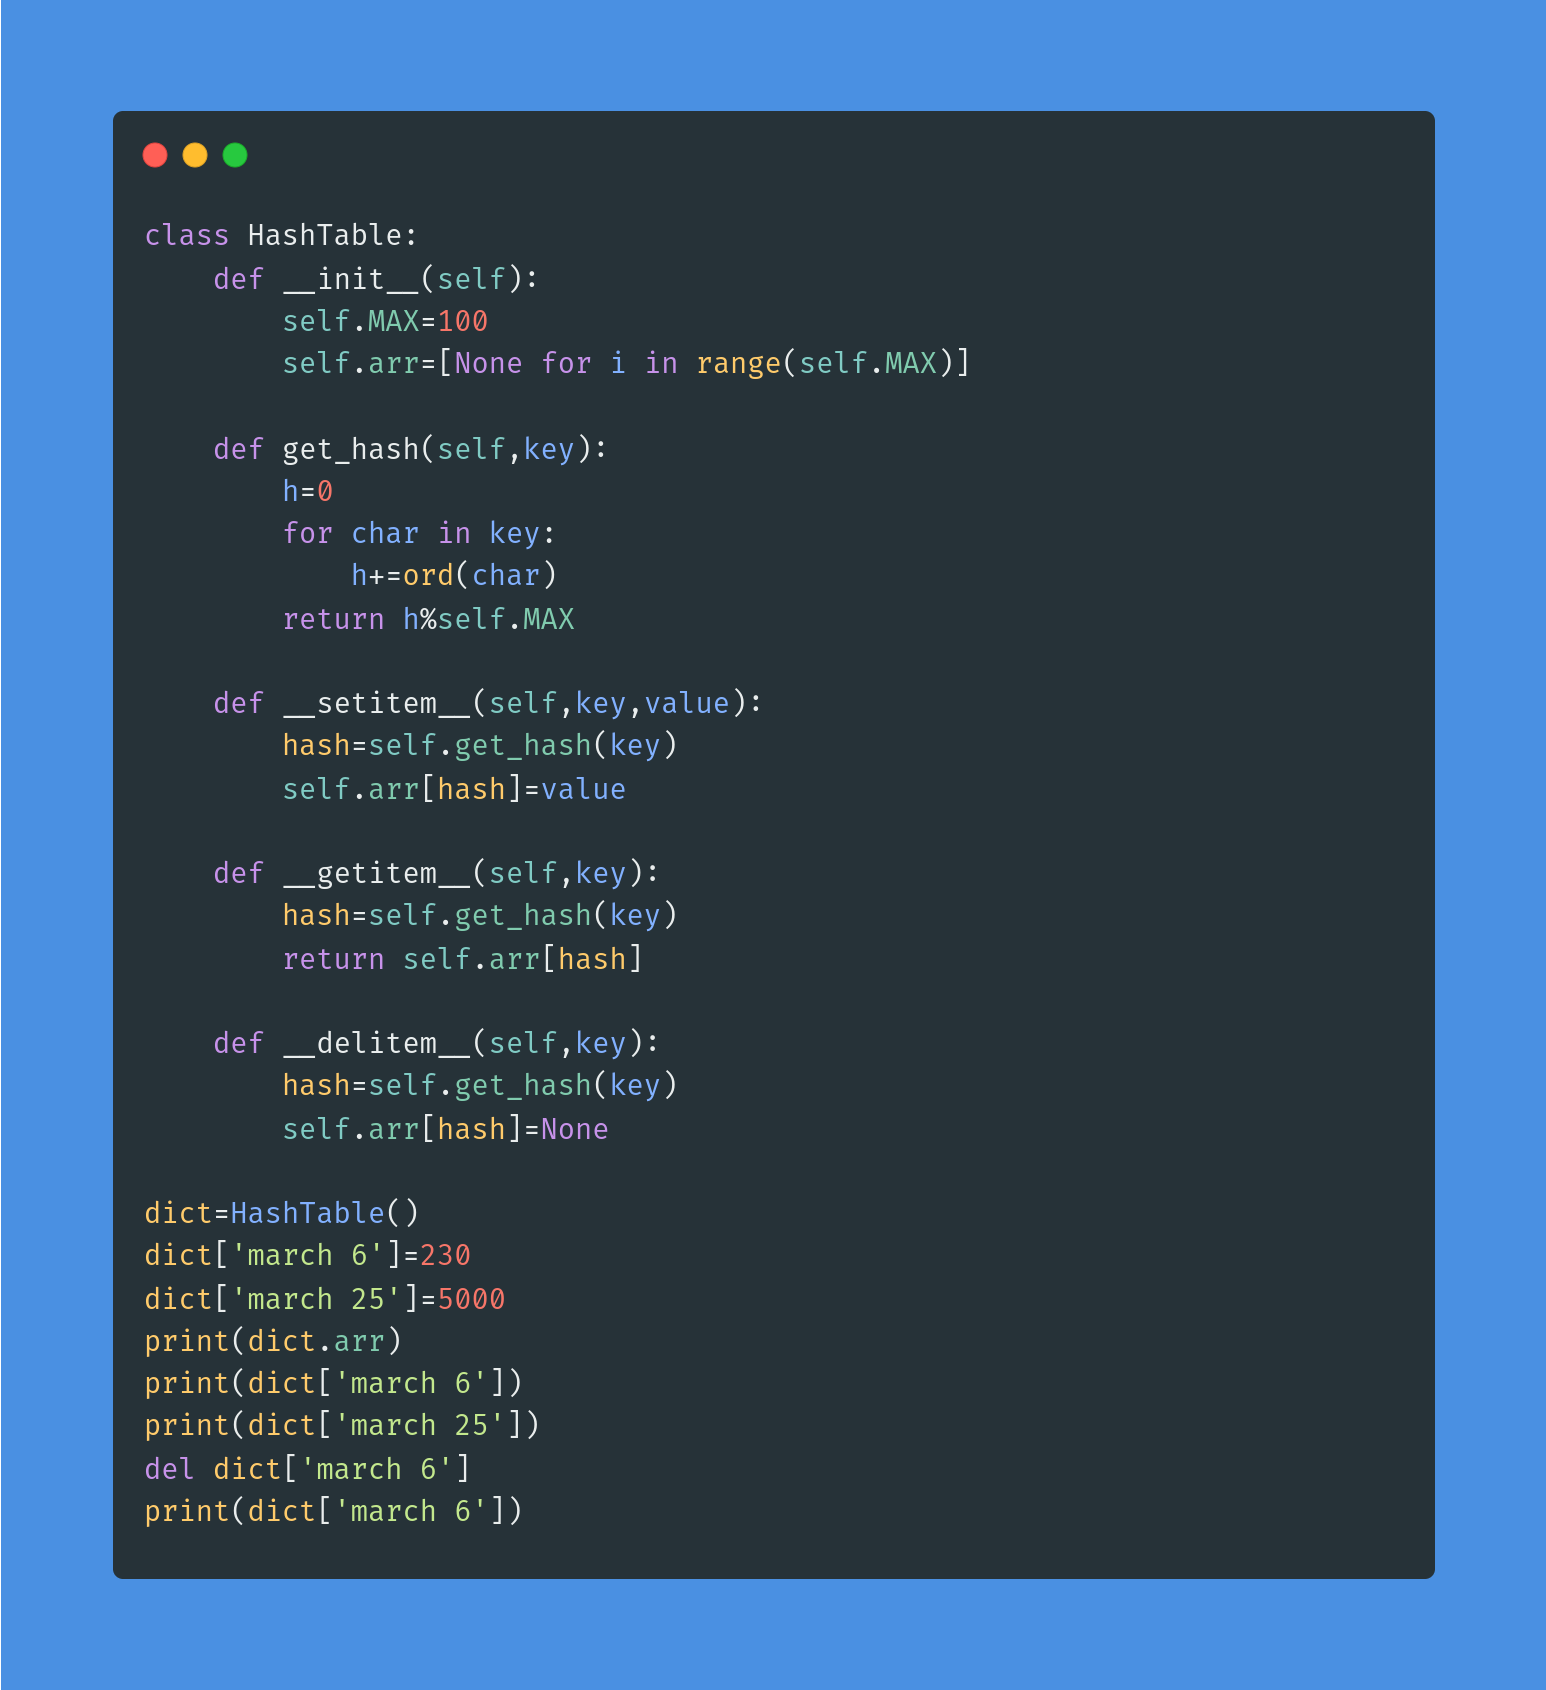 class HashTable:
    def __init__(self):
        self.MAX=100
        self.arr=[None for i in range(self.MAX)]

    def get_hash(self,key):
        h=0
        for char in key:
            h+=ord(char)
        return h%self.MAX

    def __setitem__(self,key,value):
        hash=self.get_hash(key)
        self.arr[hash]=value

    def __getitem__(self,key):
        hash=self.get_hash(key)
        return self.arr[hash]

    def __delitem__(self,key):
        hash=self.get_hash(key)
        self.arr[hash]=None

dict=HashTable()
dict['march 6']=230
dict['march 25']=5000
print(dict.arr)
print(dict['march 6'])
print(dict['march 25'])
del dict['march 6']
print(dict['march 6'])